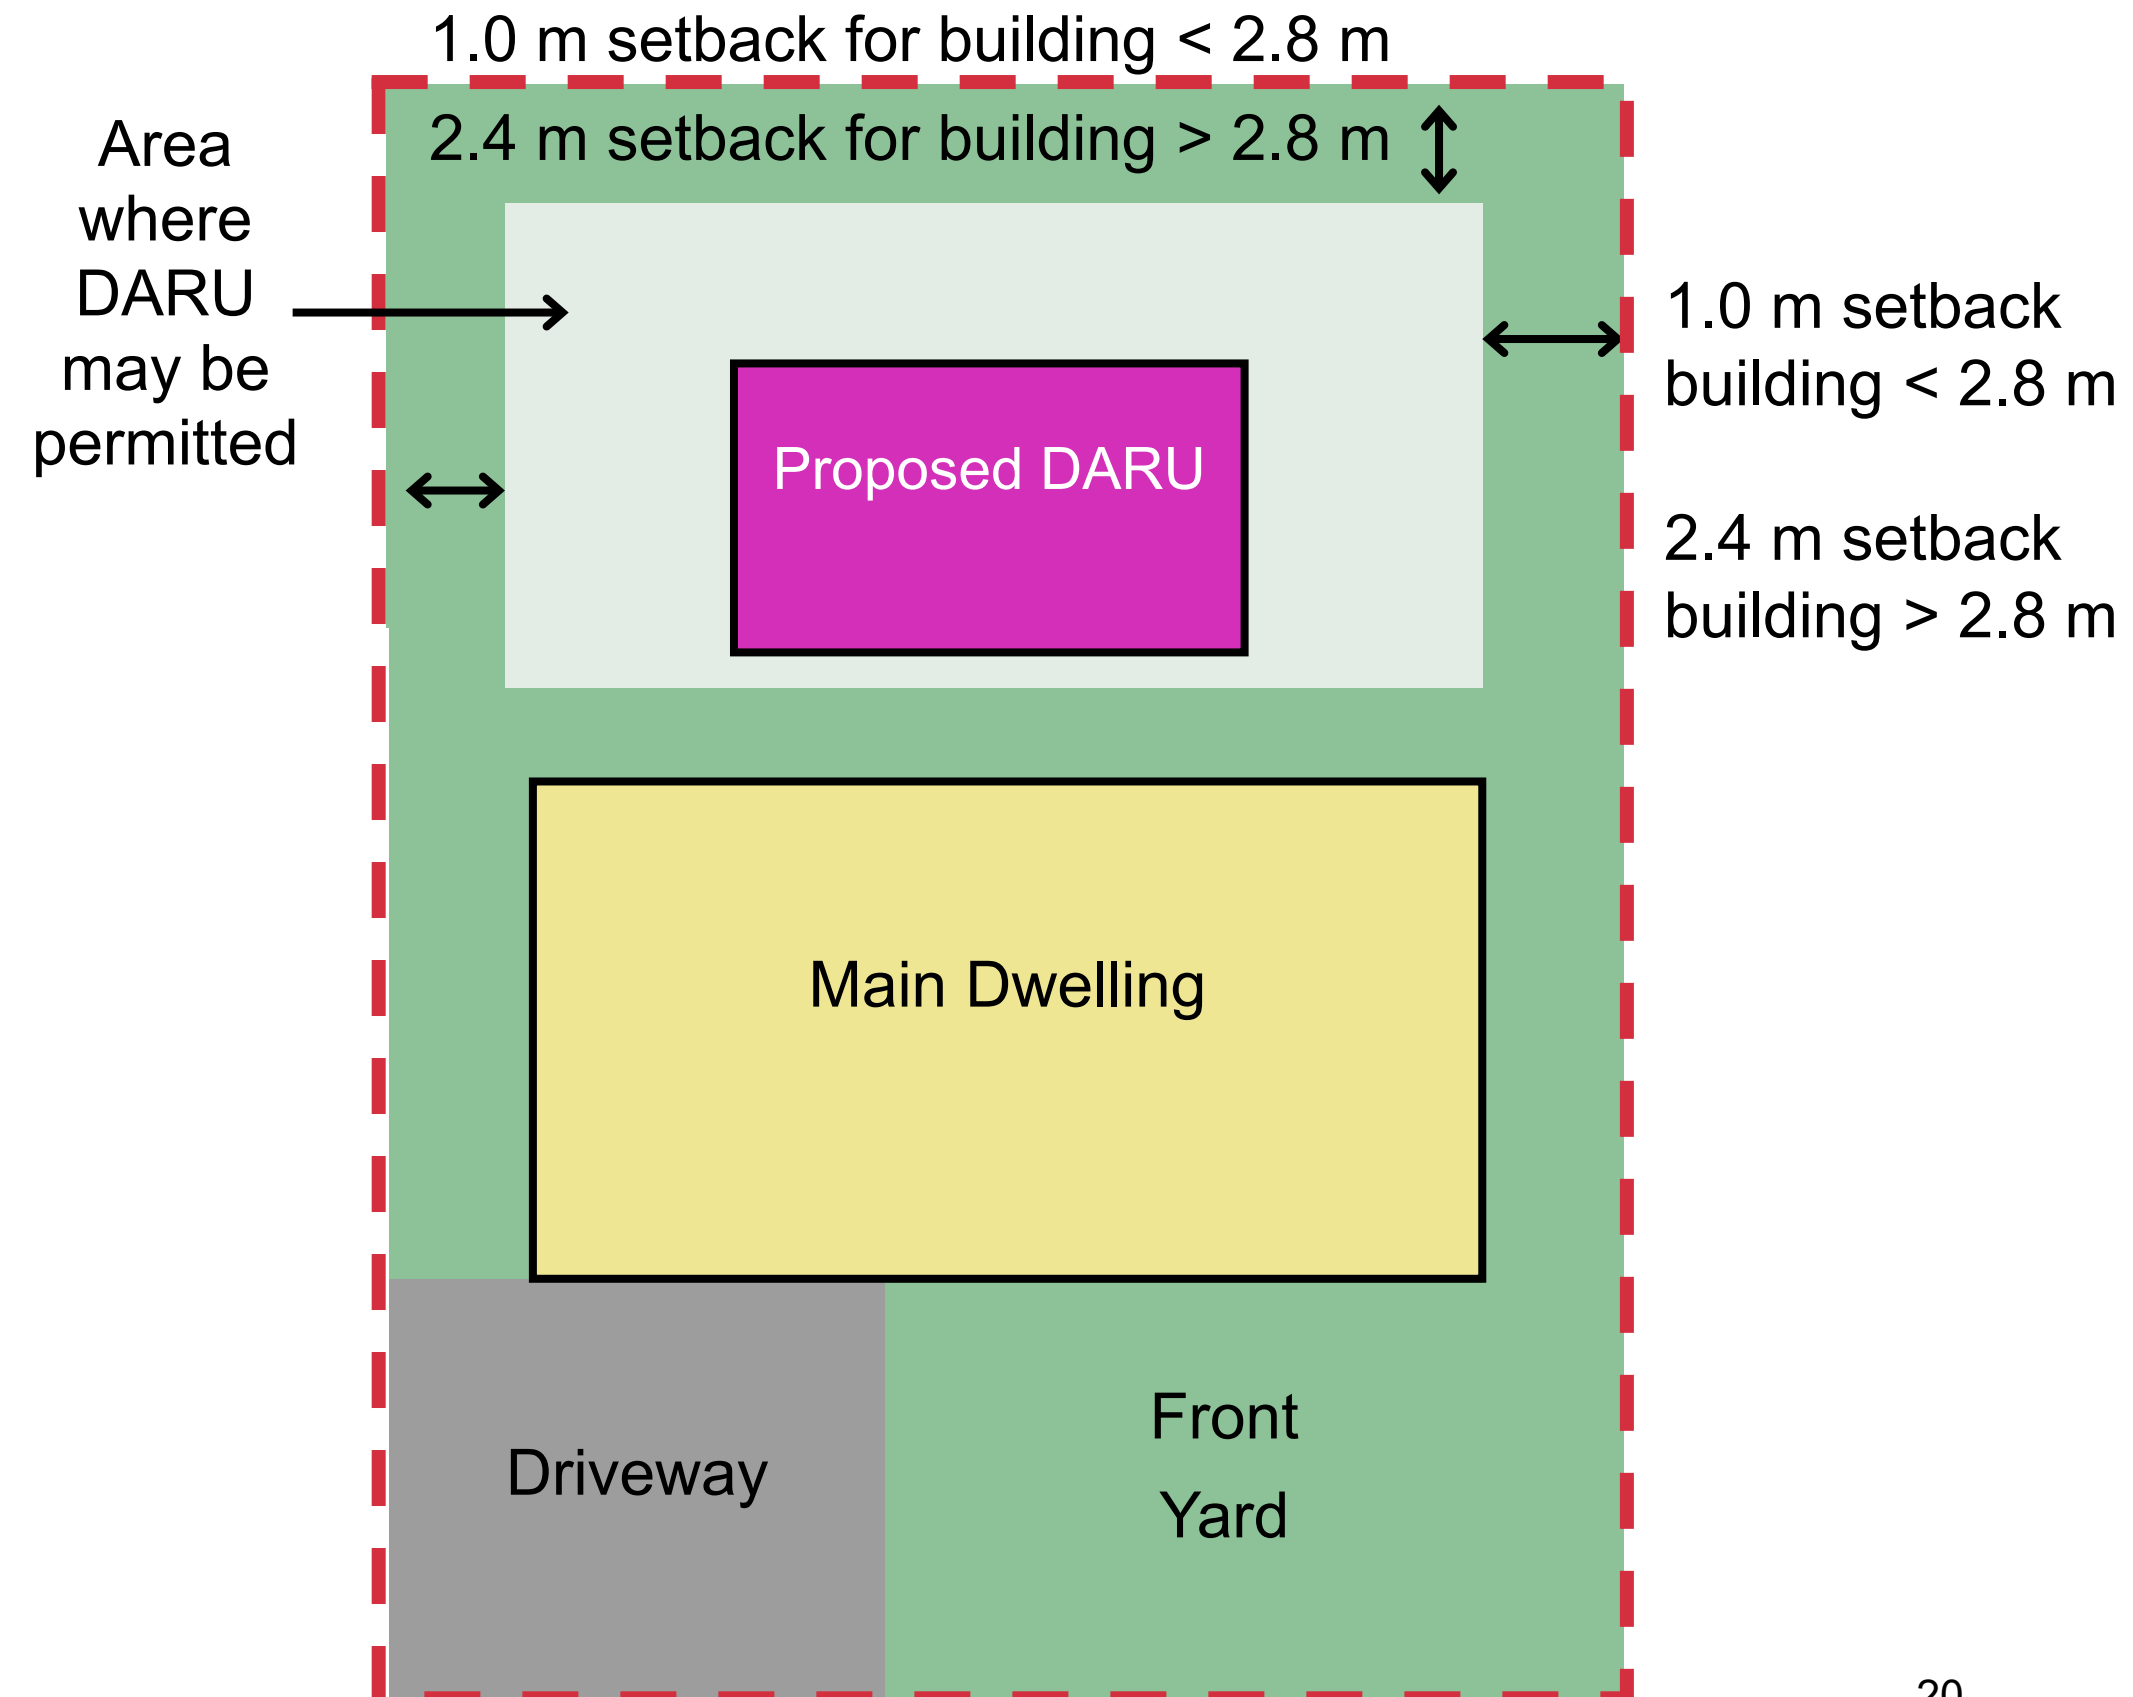 1.0 m setback for building < 2.8 m
2.4 m setback for building > 2.8 m
Area
where
DARU
may be
permitted
1.0 m setback
building < 2.8 m
2.4 m setback
building > 2.8 m
Proposed DARU
Main Dwelling
Driveway
Front
Yard
20